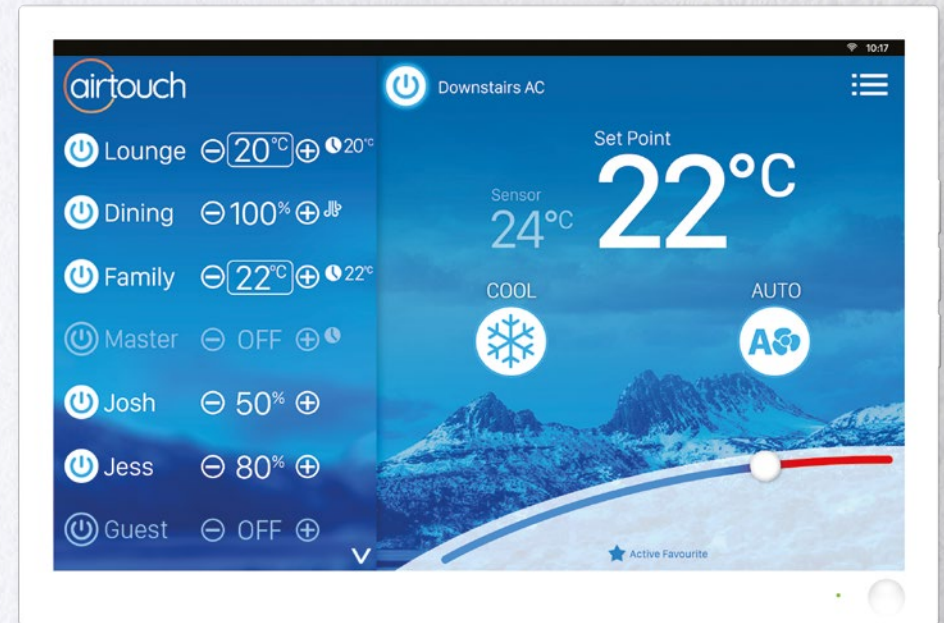 10:17
airtouch
Lounge 20°C 20°C
Dining 100%
Family 22°C 22°C
Master OFF
Josh 50%
Jess 80%
Guest OFF
Downstairs AC
Set Point
22°C
Sensor
24°C
COOL
AUTO
A
Active Favourite